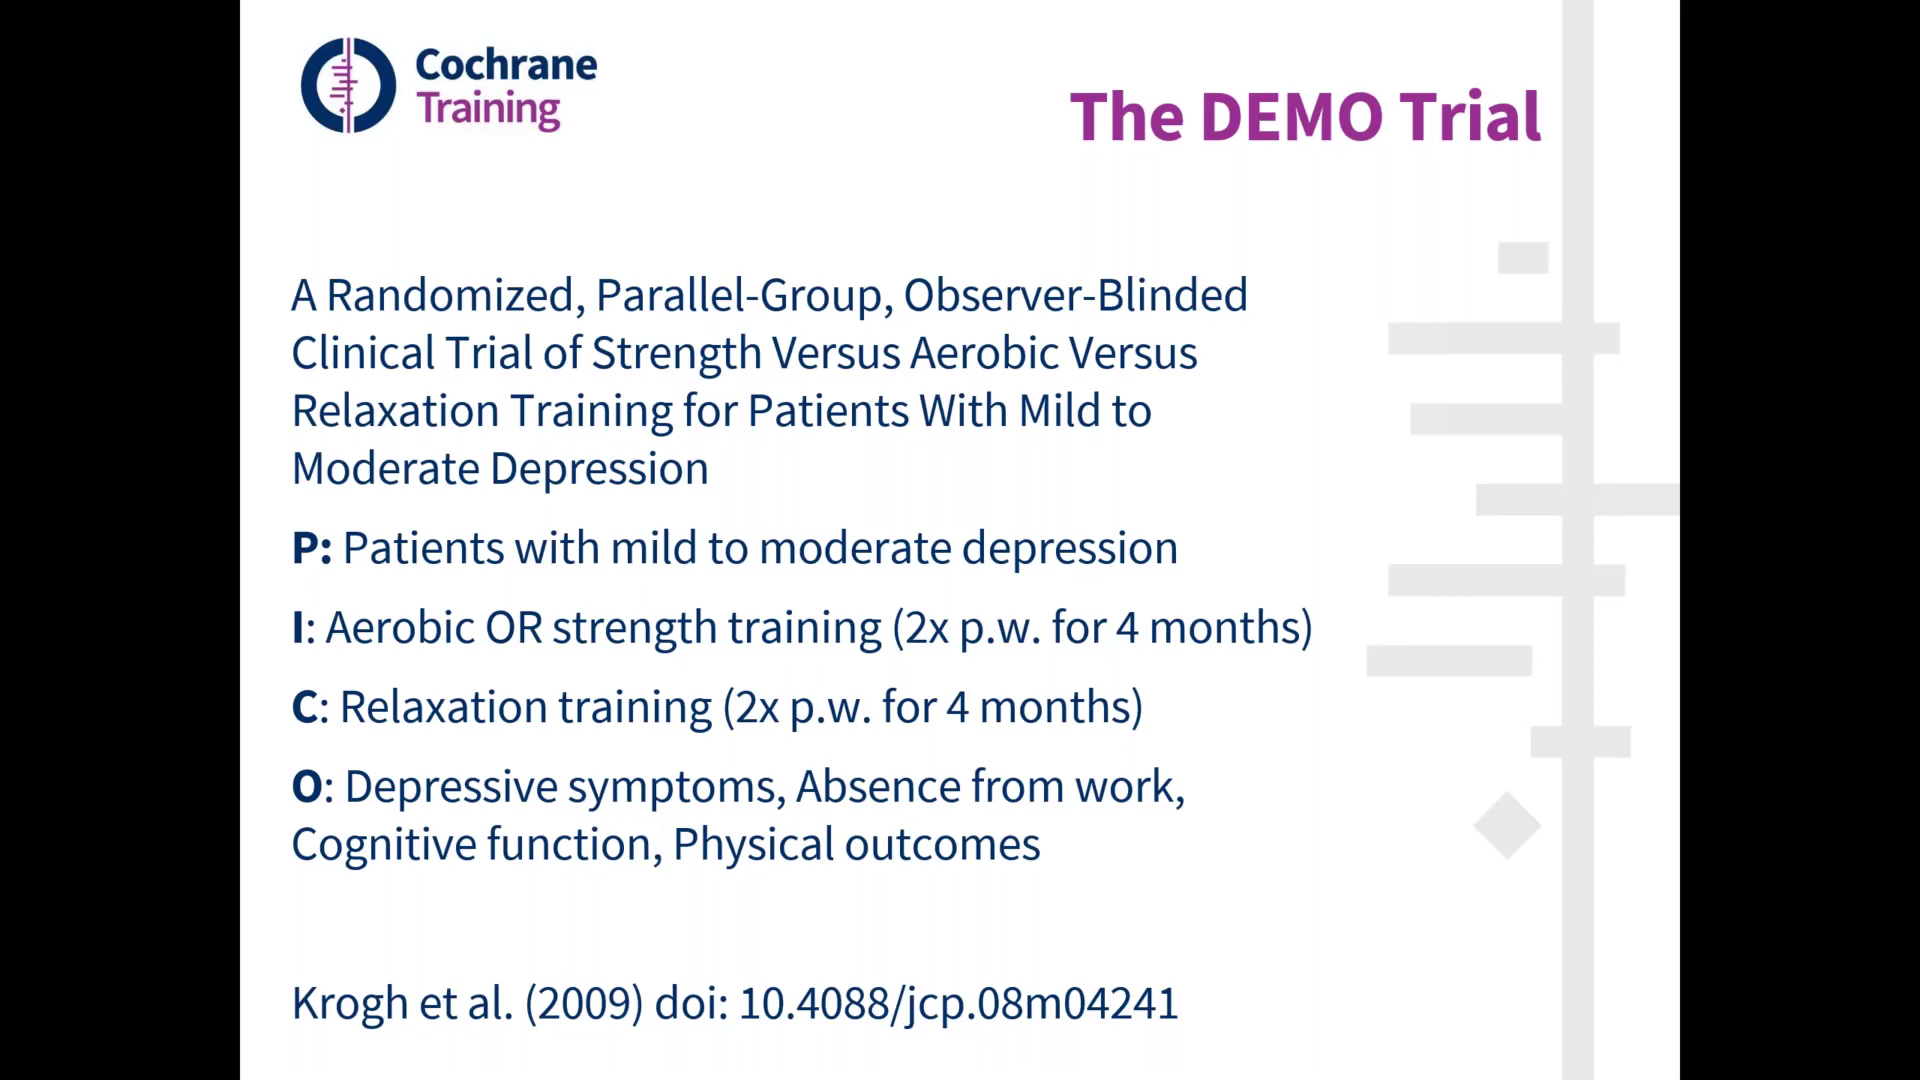 Cochrane
Training
The DEMO Trial
A Randomized, Parallel-Group, Observer-Blinded
Clinical Trial of Strength Versus Aerobic Versus
Relaxation Training for Patients With Mild to
Moderate Depression
P: Patients with mild to moderate depression
I: Aerobic OR strength training (2x p.w. for 4 months)
C: Relaxation training (2x p.w. for 4 months)
O: Depressive symptoms, Absence from work,
Cognitive function, Physical outcomes
Krogh et al. (2009) doi: 10.4088/jcp.08m04241